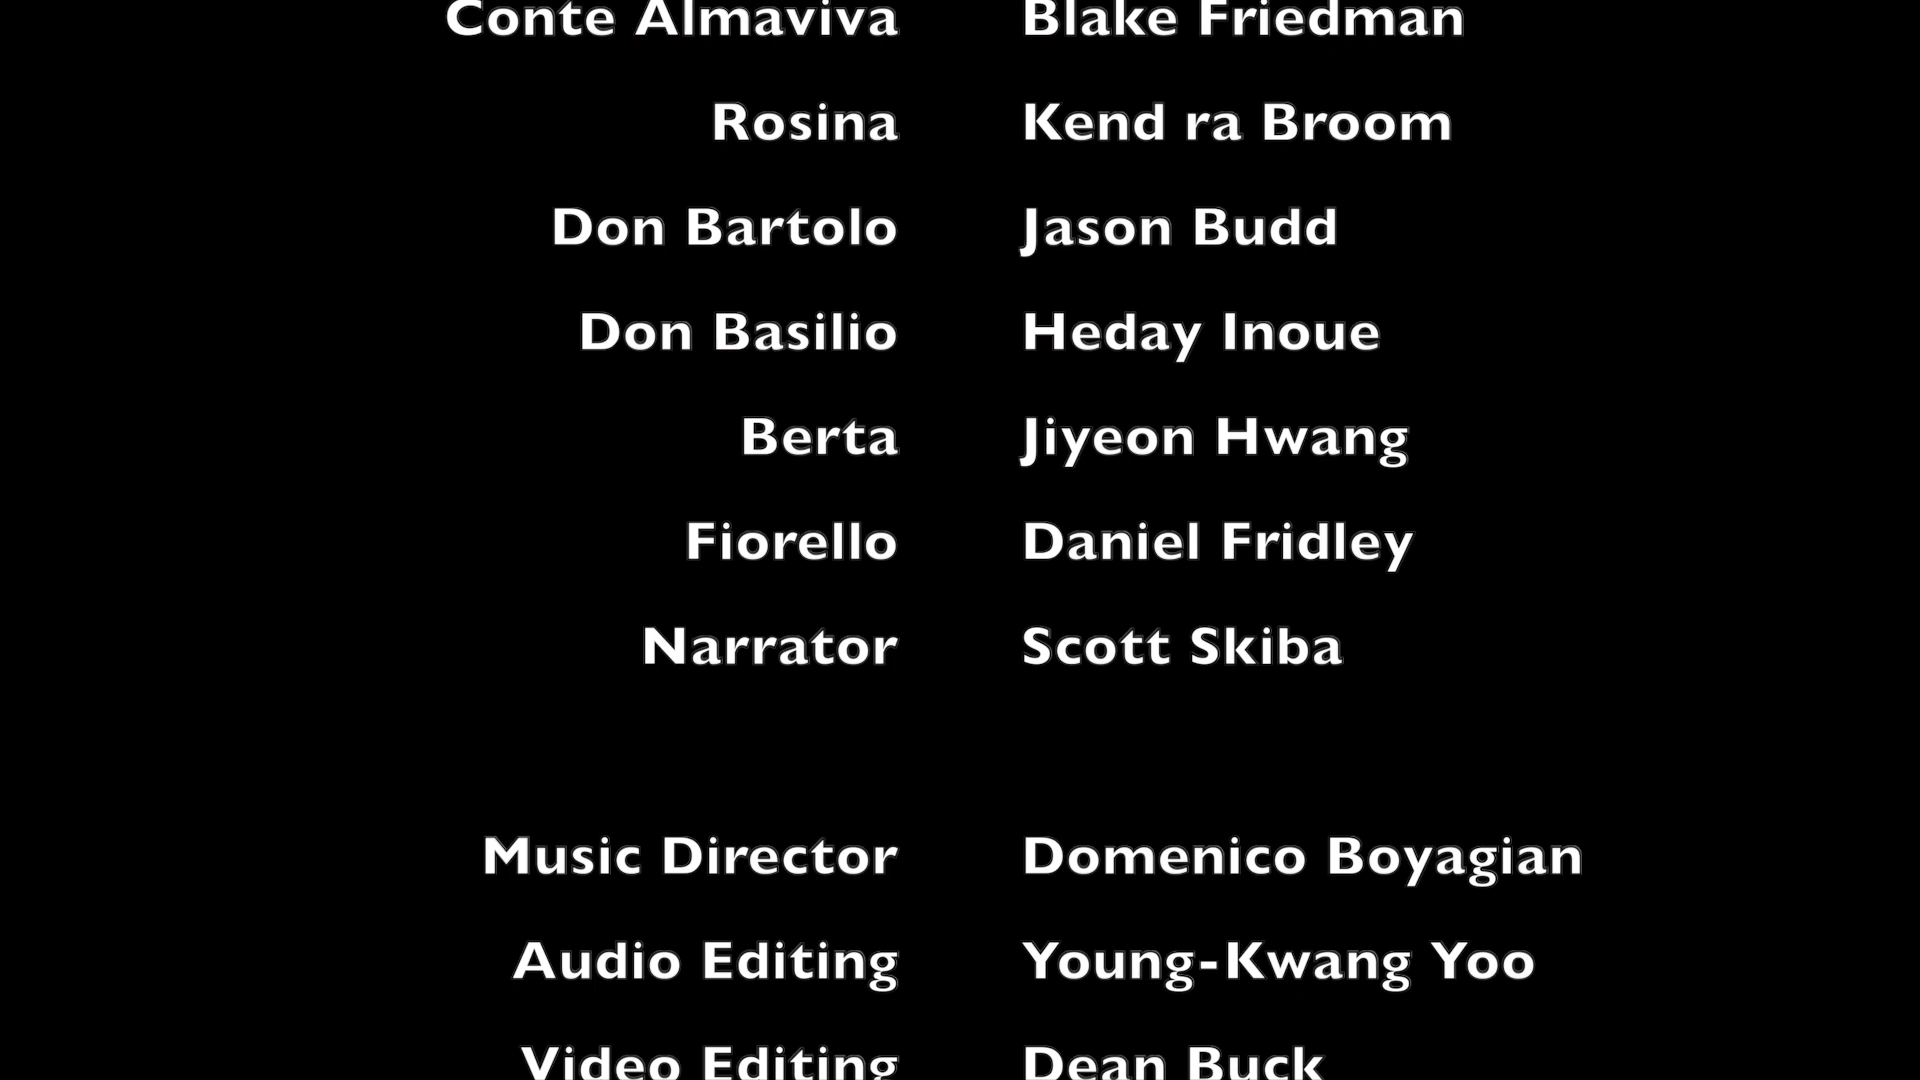 Conte Almaviva Blake Friedman
Rosina Kend ra Broom
Don Bartolo Jason Budd
Don Basilio Heday Inoue
Berta Jiyeon Hwang
Fiorello Daniel Fridley
Narrator Scott Skiba
Music Director Domenico Boyagian
Audio Editing Young-Kwang Yoo
Video Editing Dean Buck